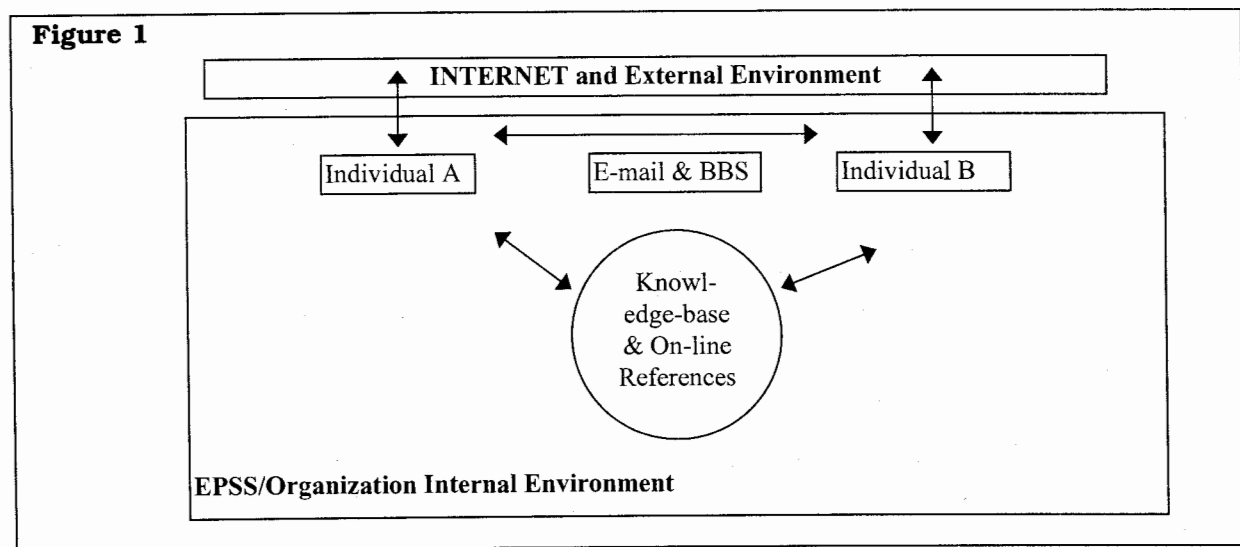 Figure 1
INTERNET and External Environment
Individual A
E-mail & BBS
Individual B
Knowl-
edge-base
& On-line
References
EPSS/Organization Internal Environment